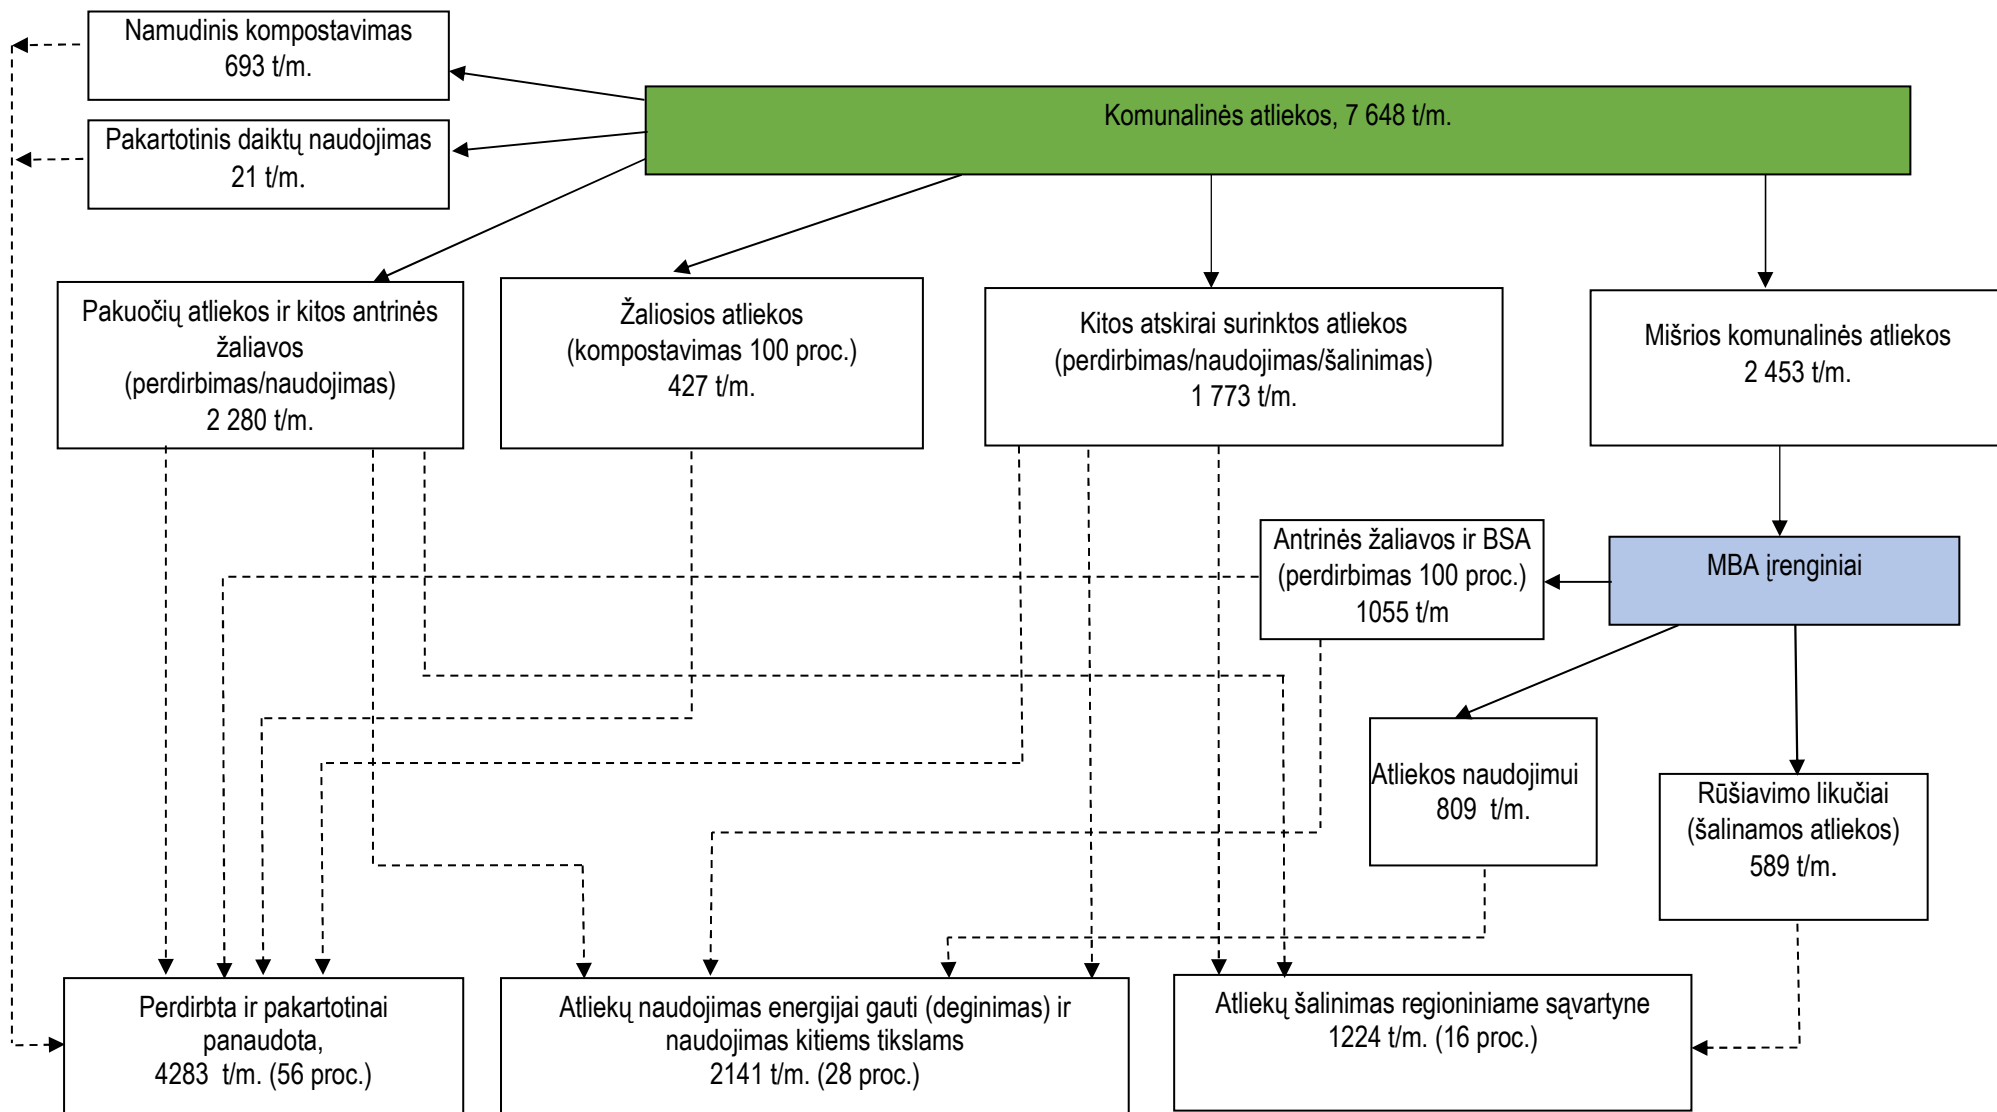 Namudinis kompostavimas
693 t/m.
Komunalinės atliekos, 7 648 t/m.
Pakartotinis daiktų naudojimas
21 t/m.
Pakuočių atliekos ir kitos antrinės
žaliavos
(perdirbimas/naudojimas)
2 280 t/m.
Žaliosios atliekos
(kompostavimas 100 proc.)
427 t/m.
Kitos atskirai surinktos atliekos
(perdirbimas/naudojimas/šalinimas)
1 773 t/m.
Mišrios komunalinės atliekos
2 453 t/m.
Antrinės žaliavos ir BSA
(perdirbimas 100 proc.)
1055 t/m
MBA įrenginiai
Atliekos naudojimui
809 t/m.
Rūšiavimo likučiai
(šalinamos atliekos)
589 t/m.
Perdirbta ir pakartotinai
panaudota,
4283 t/m. (56 proc.)
Atliekų naudojimas energijai gauti (deginimas) ir
naudojimas kitiems tikslams
2141 t/m. (28 proc.)
Atliekų šalinimas regioniniame sąvartyne
1224 t/m. (16 proc.)